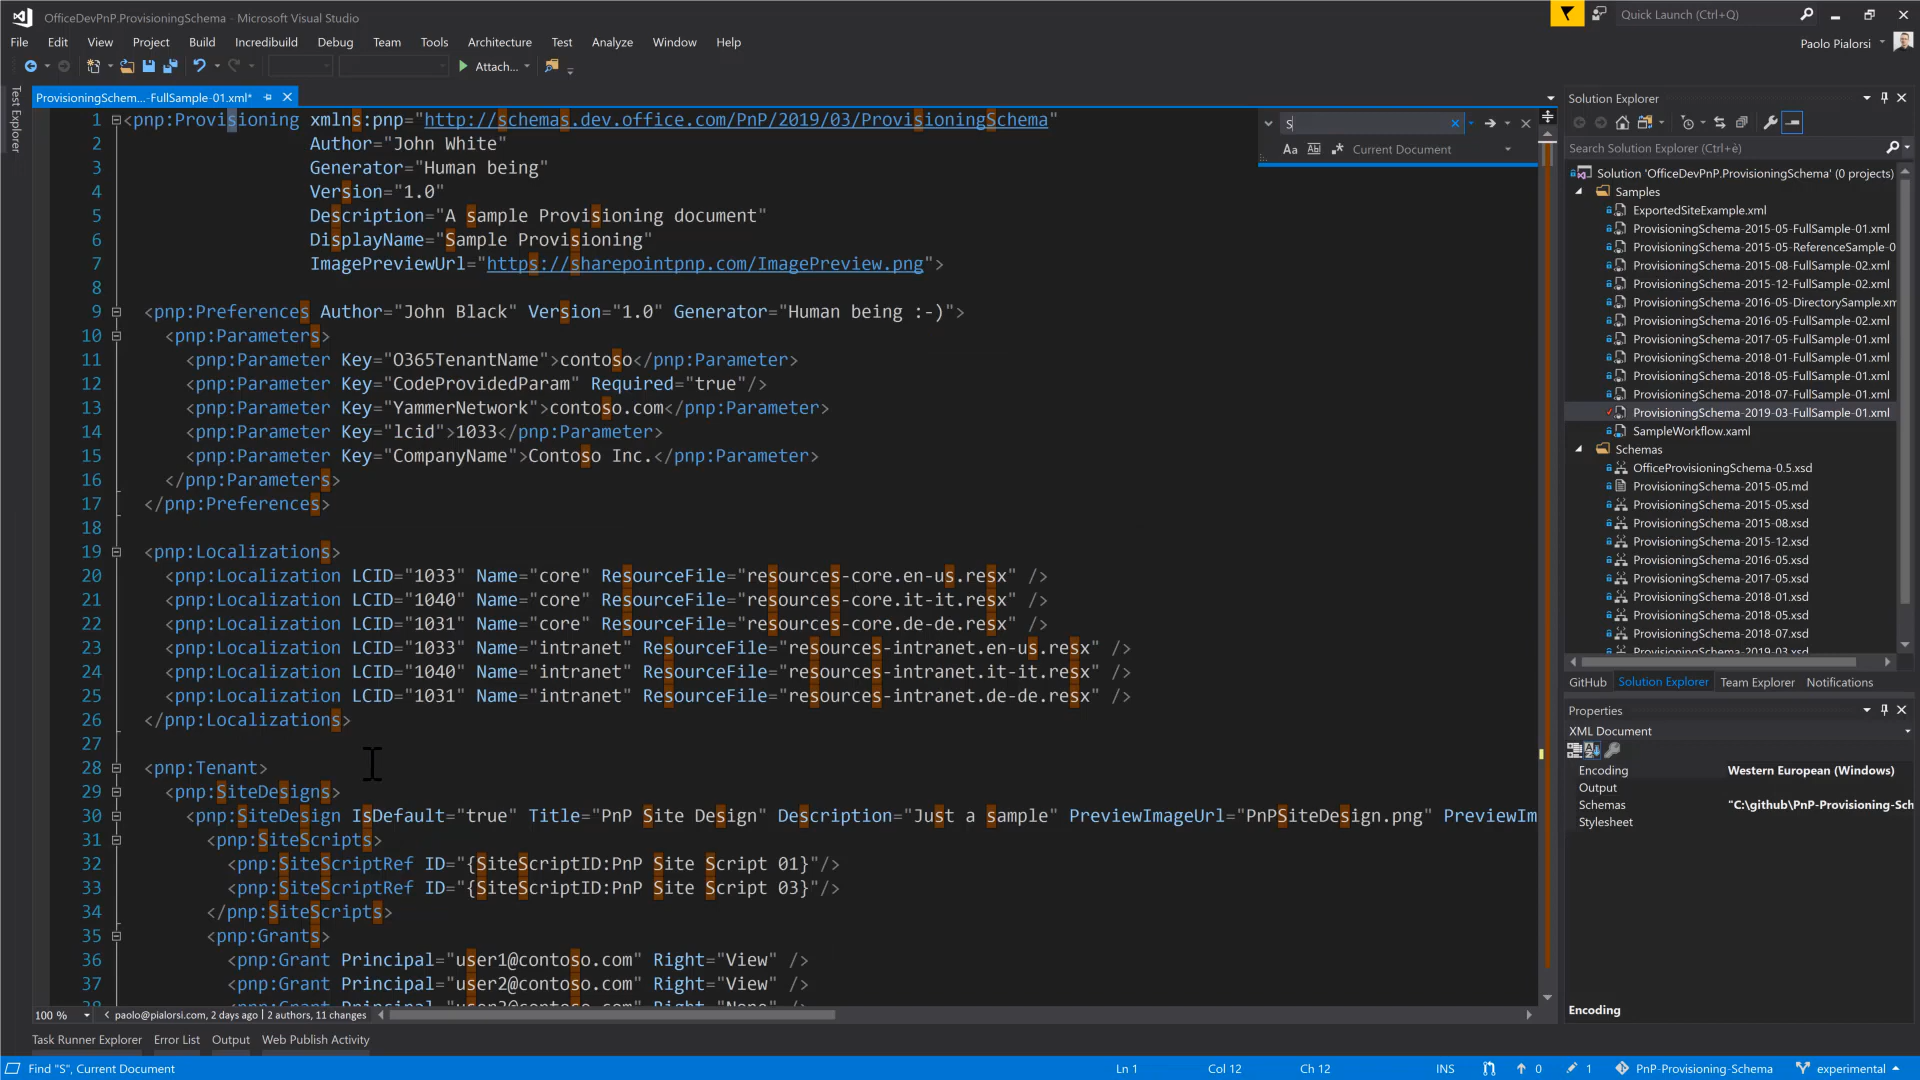 OfficeDevPnP.ProvisioningSchema - Microsoft Visual Studio
Quick Launch (Ctrl+Q)
File Edit View Project Build Incredibuild Debug Team Tools Architecture Test Analyze Window Help
Paolo Pialorsi
Attach...
Test Explorer
ProvisioningSchem...-FullSample-01.xml*
1 <pnp:Provisioning xmlns:pnp="http://schemas.dev.office.com/PnP/2019/03/ProvisioningSchema"
2 Author="John White"
3 Generator="Human being"
4 Version="1.0"
5 Description="A sample Provisioning document"
6 DisplayName="Sample Provisioning"
7 ImagePreviewUrl="https://sharepointpnp.com/ImagePreview.png">
8
9 <pnp:Preferences Author="John Black" Version="1.0" Generator="Human being :-)">
10 <pnp:Parameters>
11 <pnp:Parameter Key="O365TenantName">contoso</pnp:Parameter>
12 <pnp:Parameter Key="CodeProvidedParam" Required="true"/>
13 <pnp:Parameter Key="YammerNetwork">contoso.com</pnp:Parameter>
14 <pnp:Parameter Key="lcid">1033</pnp:Parameter>
15 <pnp:Parameter Key="CompanyName">Contoso Inc.</pnp:Parameter>
16 </pnp:Parameters>
17 </pnp:Preferences>
18
19 <pnp:Localizations>
20 <pnp:Localization LCID="1033" Name="core" ResourceFile="resources-core.en-us.resx" />
21 <pnp:Localization LCID="1040" Name="core" ResourceFile="resources-core.it-it.resx" />
22 <pnp:Localization LCID="1031" Name="core" ResourceFile="resources-core.de-de.resx" />
23 <pnp:Localization LCID="1033" Name="intranet" ResourceFile="resources-intranet.en-us.resx" />
24 <pnp:Localization LCID="1040" Name="intranet" ResourceFile="resources-intranet.it-it.resx" />
25 <pnp:Localization LCID="1031" Name="intranet" ResourceFile="resources-intranet.de-de.resx" />
26 </pnp:Localizations>
27
28 <pnp:Tenant>
29 <pnp:SiteDesigns>
30 <pnp:SiteDesign IsDefault="true" Title="PnP Site Design" Description="Just a sample" PreviewImageUrl="PnPSiteDesign.png" PreviewIm
31 <pnp:SiteScripts>
32 <pnp:SiteScriptRef ID="{SiteScriptID:PnP Site Script 01}"/>
33 <pnp:SiteScriptRef ID="{SiteScriptID:PnP Site Script 03}"/>
34 </pnp:SiteScripts>
35 <pnp:Grants>
36 <pnp:Grant Principal="user1@contoso.com" Right="View" />
37 <pnp:Grant Principal="user2@contoso.com" Right="View" />
S
Aa Ab Current Document
100 % paolo@pialorsi.com, 2 days ago | 2 authors, 11 changes
Task Runner Explorer Error List Output Web Publish Activity
Solution Explorer
Search Solution Explorer (Ctrl+è)
Solution 'OfficeDevPnP.ProvisioningSchema' (0 projects)
Samples
ExportedSiteExample.xml
ProvisioningSchema-2015-05-FullSample-01.xml
ProvisioningSchema-2015-05-ReferenceSample-0
ProvisioningSchema-2015-08-FullSample-02.xml
ProvisioningSchema-2015-12-FullSample-02.xml
ProvisioningSchema-2016-05-DirectorySample.xm
ProvisioningSchema-2016-05-FullSample-02.xml
ProvisioningSchema-2017-05-FullSample-01.xml
ProvisioningSchema-2018-01-FullSample-01.xml
ProvisioningSchema-2018-05-FullSample-01.xml
ProvisioningSchema-2018-07-FullSample-01.xml
ProvisioningSchema-2019-03-FullSample-01.xml
SampleWorkflow.xaml
Schemas
OfficeProvisioningSchema-0.5.xsd
ProvisioningSchema-2015-05.md
ProvisioningSchema-2015-05.xsd
ProvisioningSchema-2015-08.xsd
ProvisioningSchema-2015-12.xsd
ProvisioningSchema-2016-05.xsd
ProvisioningSchema-2017-05.xsd
ProvisioningSchema-2018-01.xsd
ProvisioningSchema-2018-05.xsd
ProvisioningSchema-2018-07.xsd
ProvisioningSchema-2019-03.xsd
GitHub Solution Explorer Team Explorer Notifications
Properties
XML Document
Encoding Western European (Windows)
Output
Schemas "C:\github\PnP-Provisioning-Sch
Stylesheet
Encoding
Find "S", Current Document Ln 1 Col 12 Ch 12 INS 0 1 PnP-Provisioning-Schema experimental